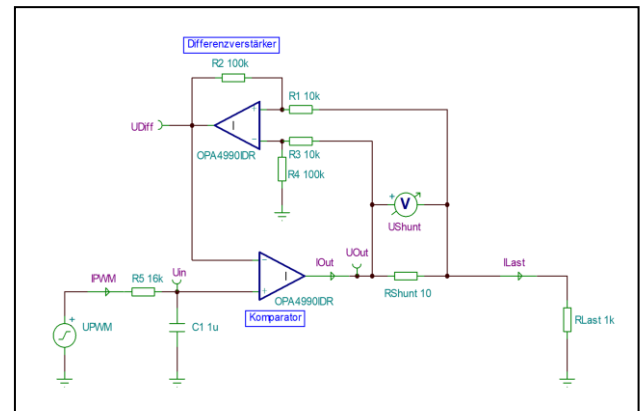 Differenzverstärker
R2 100k
R1 10k
+
UDiff
-
OPA4990IDR
R3 10k
R4 100k
+
V
UShunt
-
IOut
UOut
ILast
IPWM
R5 16k
Uin
+
OPA4990IDR
RShunt 10
Komparator
+
UPWM
C1 1u
RLast 1k